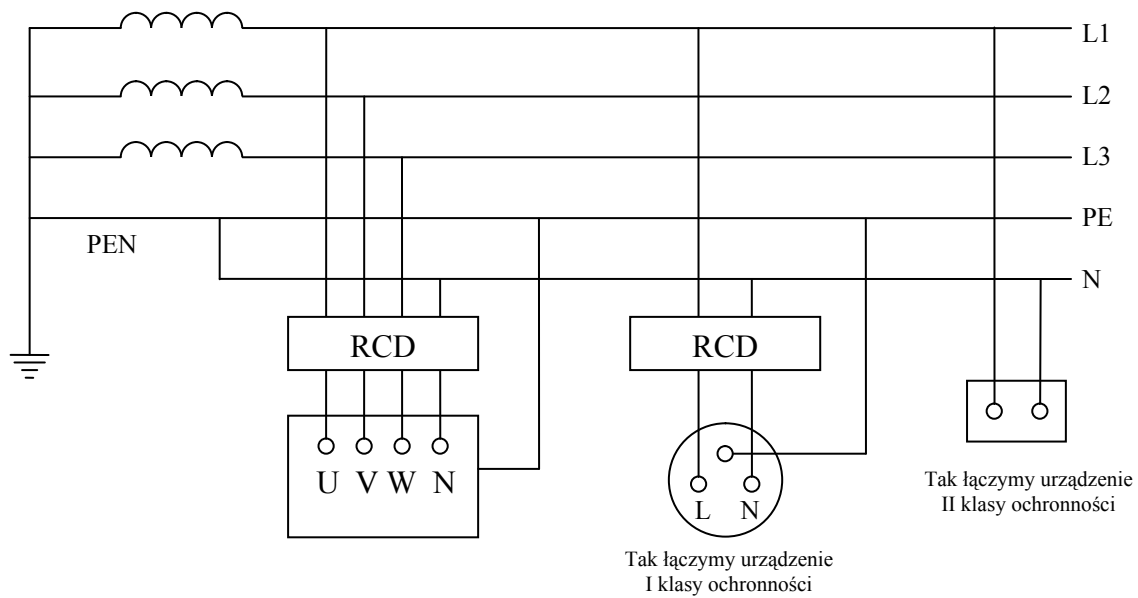 L1
L2
L3
PE
PEN
N
RCD
RCD
U V W N
L N
Tak łączymy urządzenie
II klasy ochronności
Tak łączymy urządzenie
I klasy ochronności